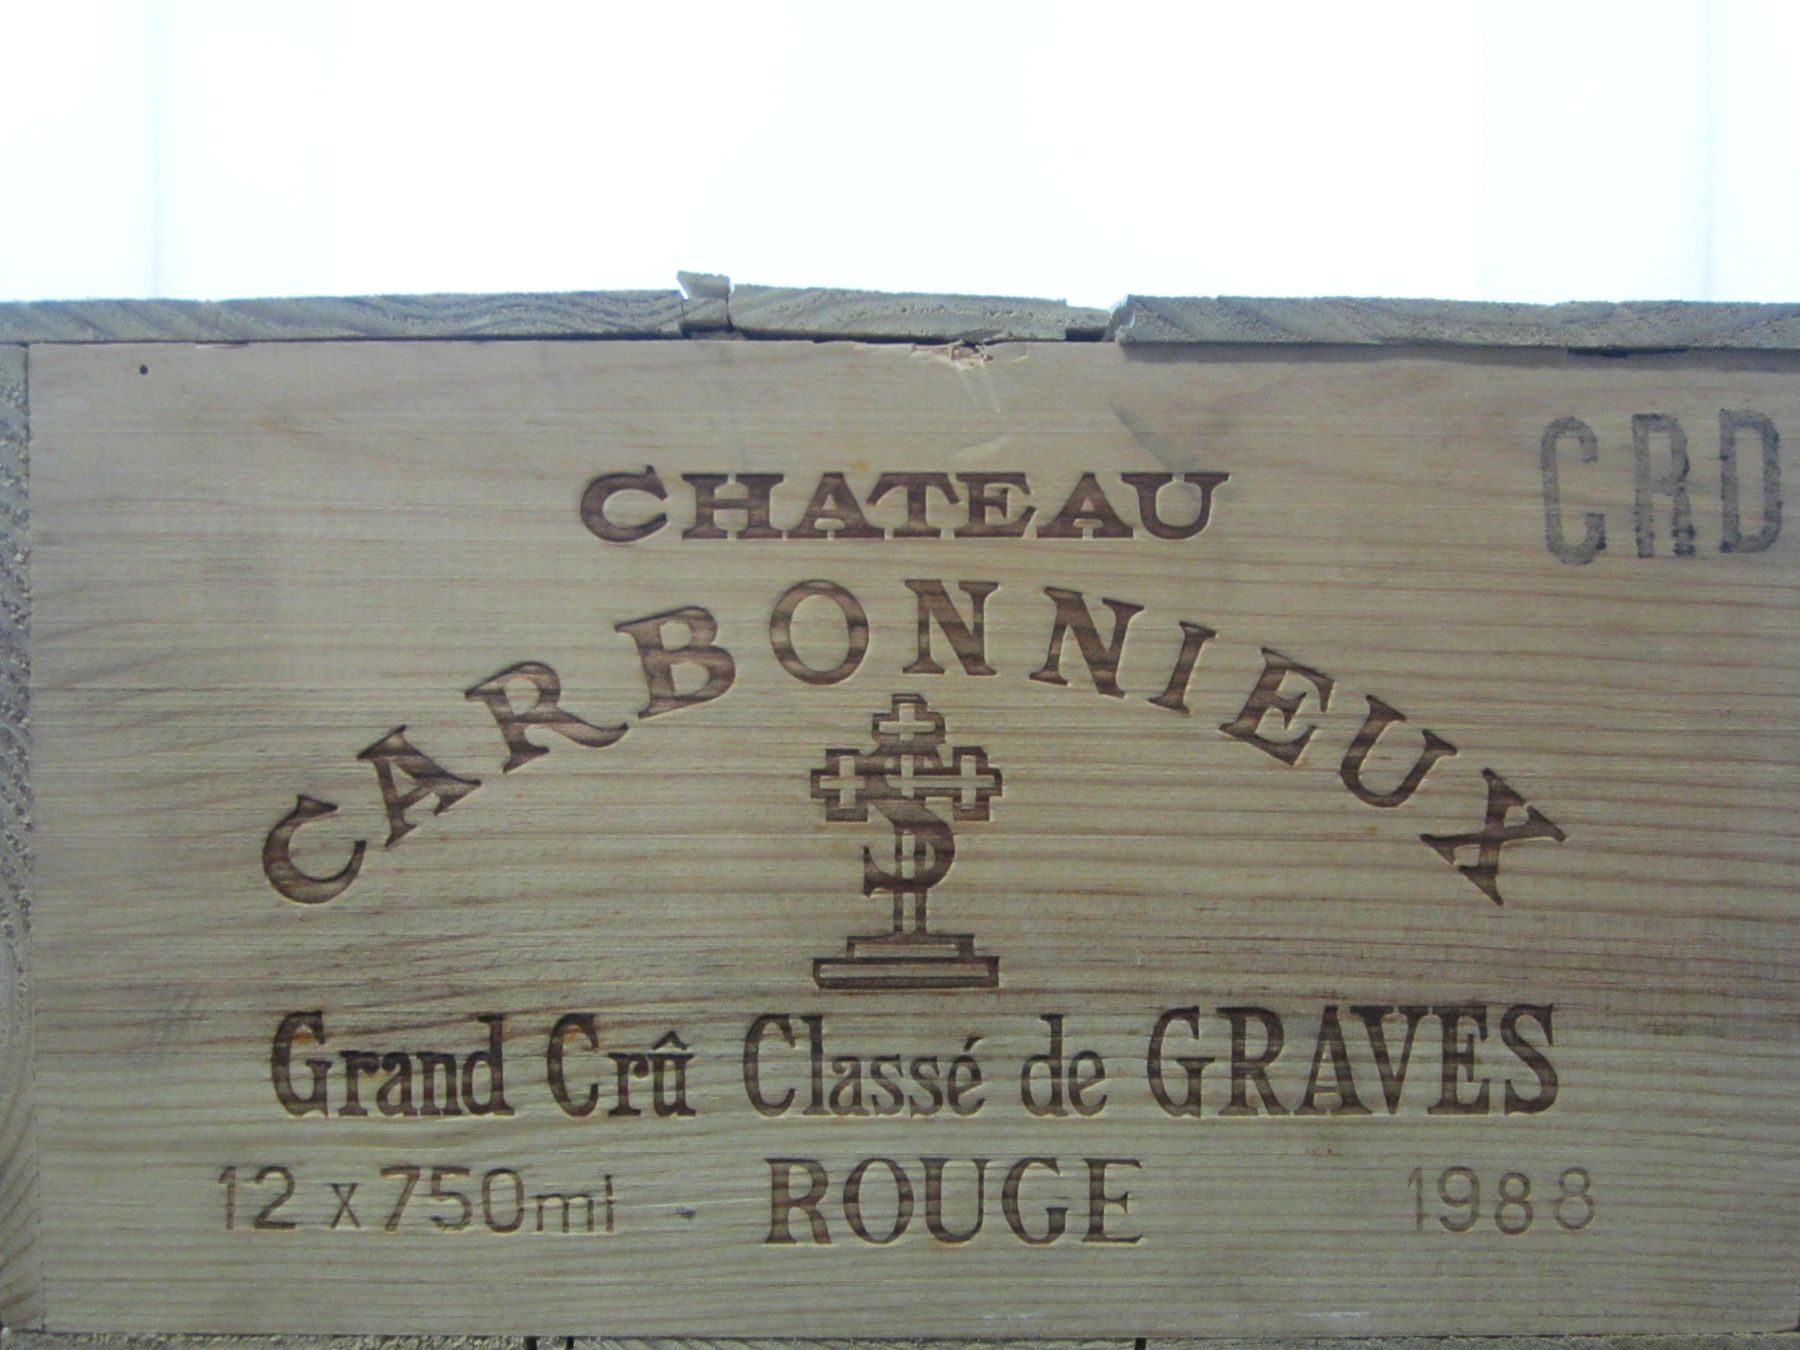 CRD
CHATEAU
CARBONNIEUX
S
Grand Crû Classé de GRAVES
12 x 750ml ROUGE 1988